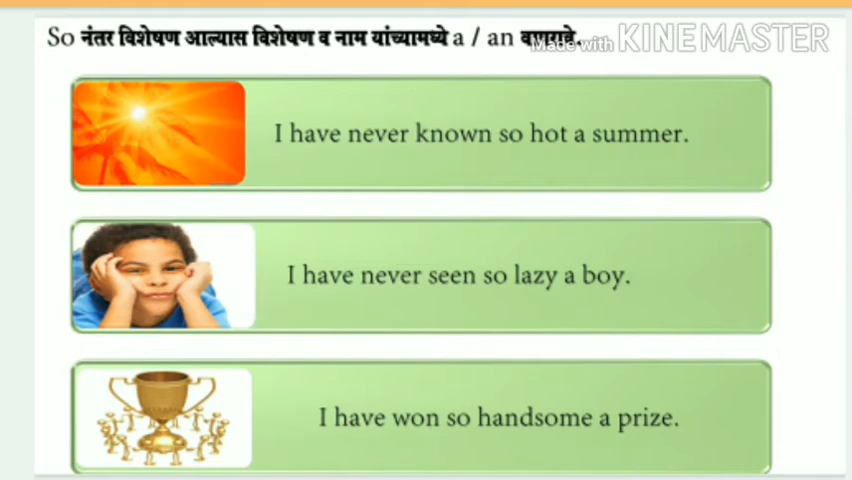 So नंतर विशेषण आल्यास विशेषण व नाम यांच्यामध्ये a / an वापरावे.
Made with KINEMASTER
I have never known so hot a summer.
I have never seen so lazy a boy.
I have won so handsome a prize.